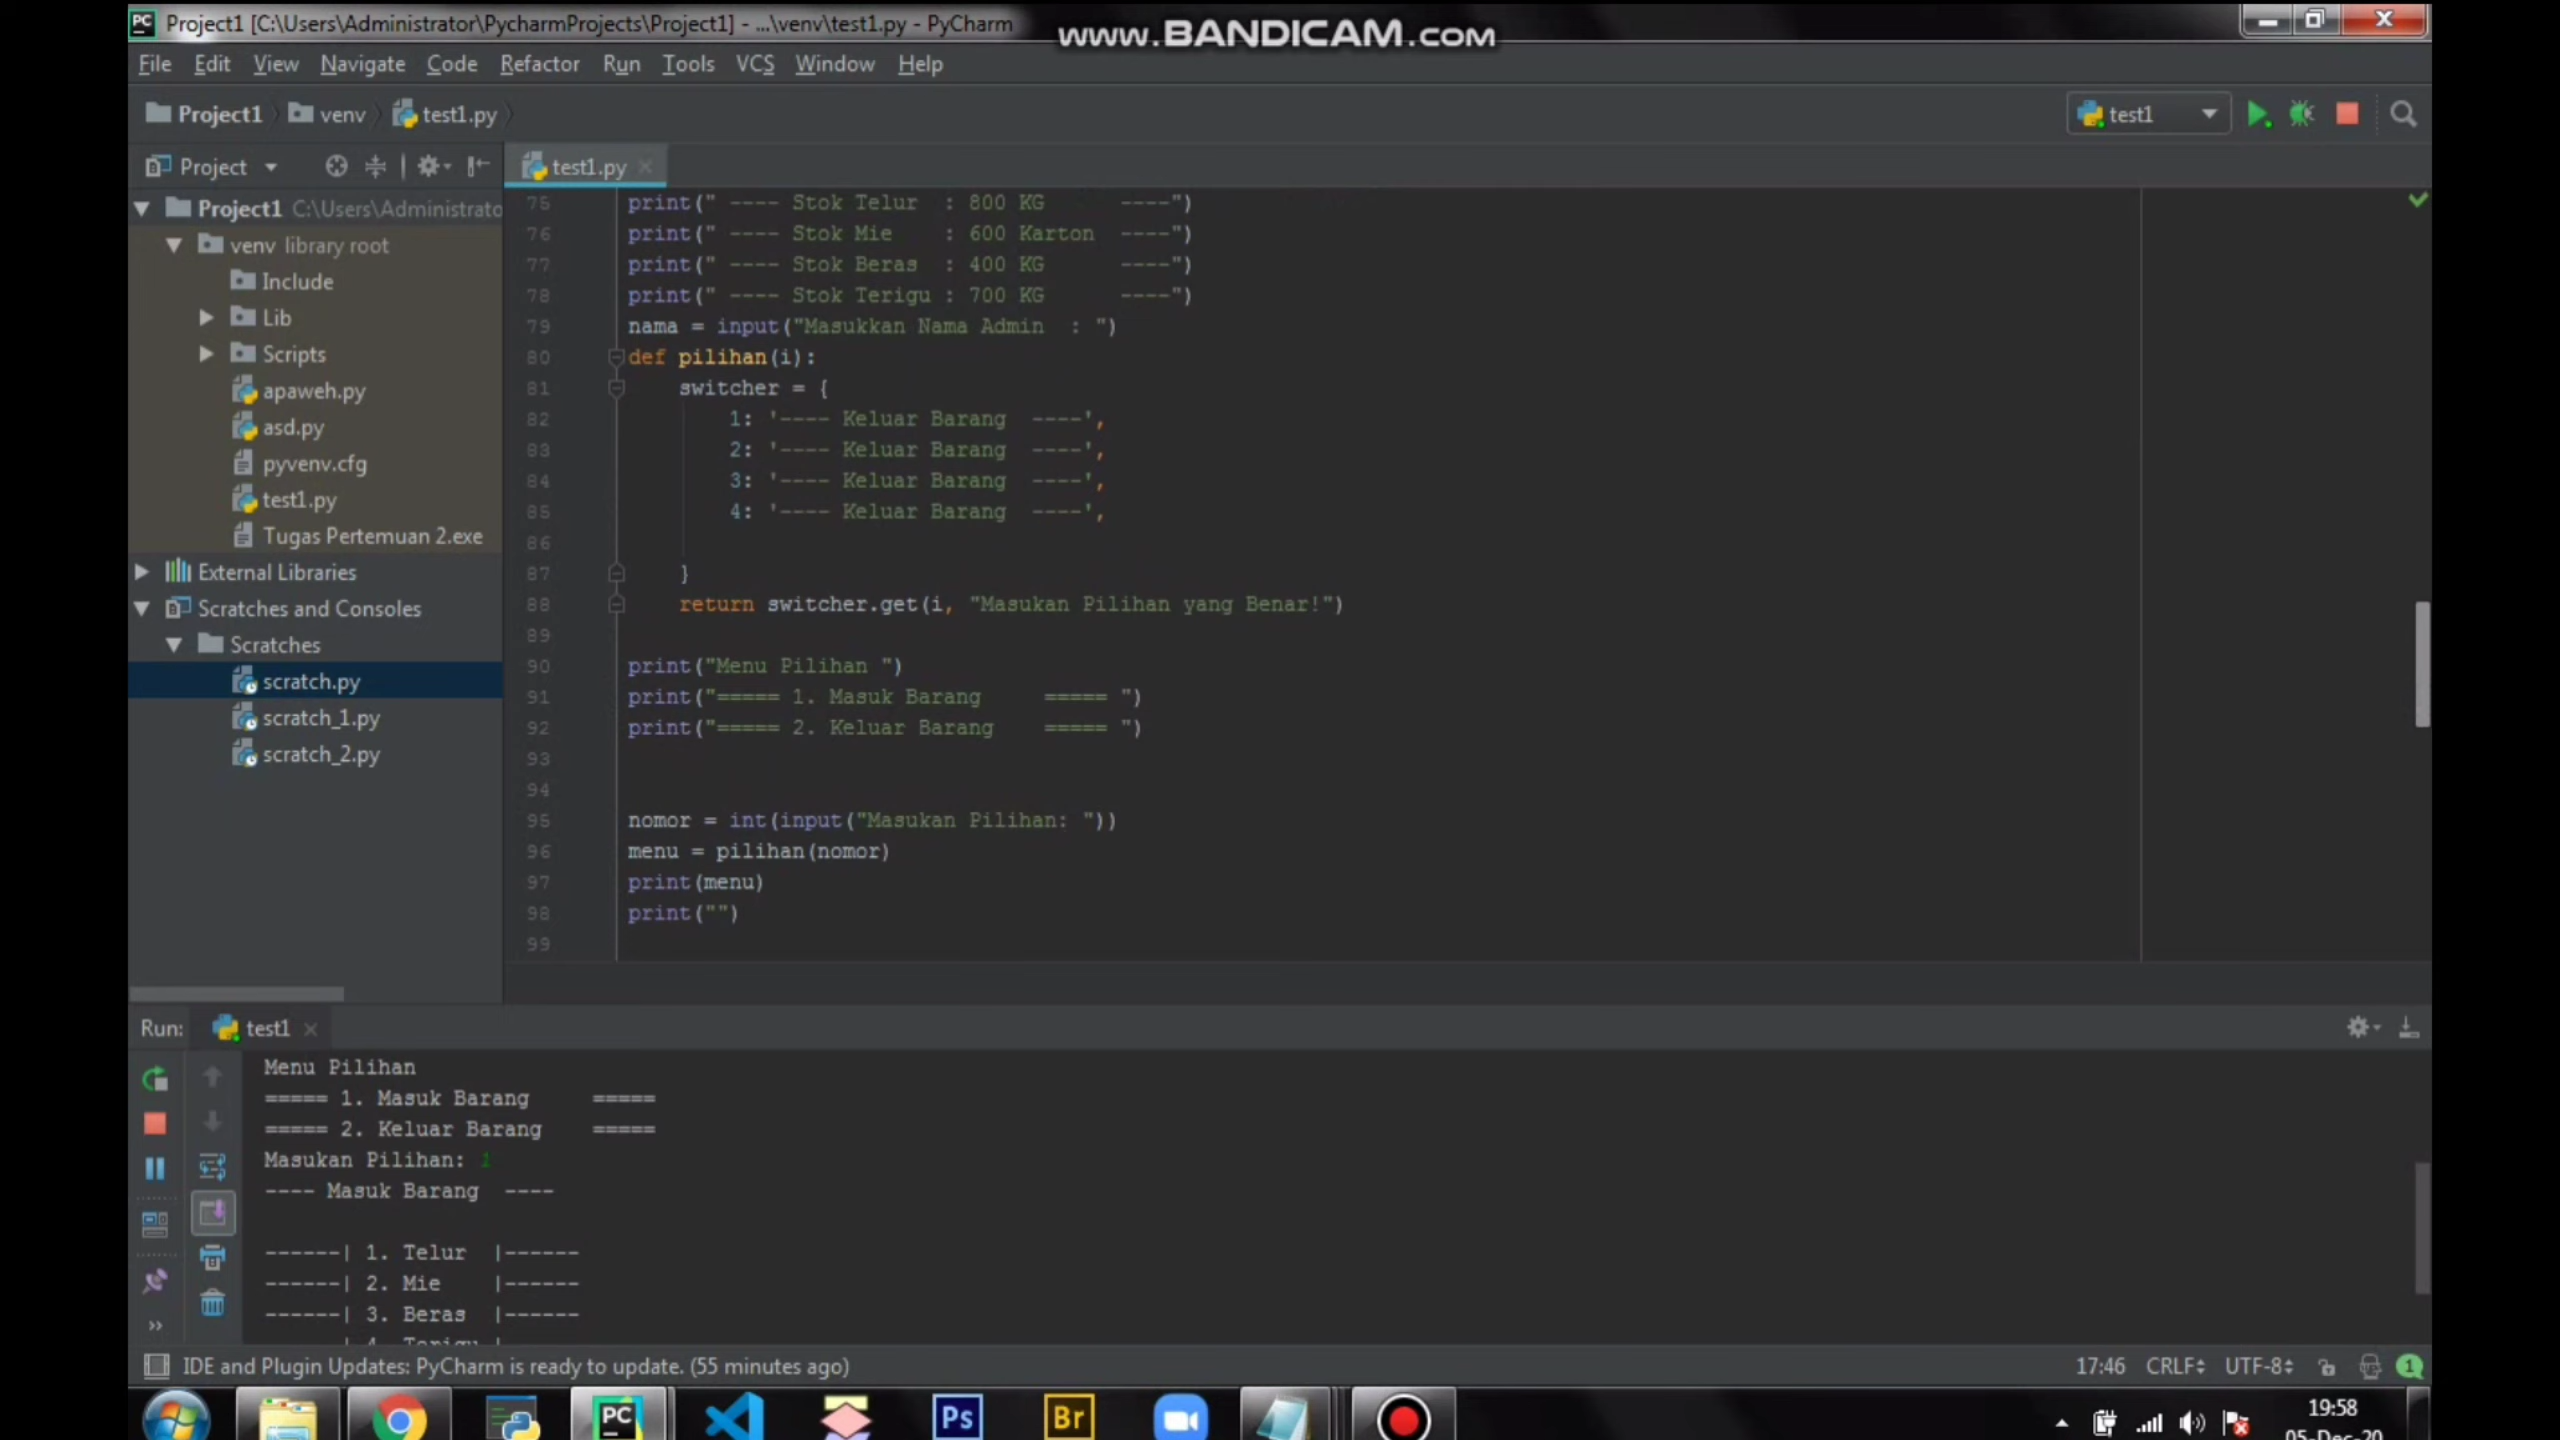 Project1 [C:\Users\Administrator\PycharmProjects\Project1] - ...\venv\test1.py - PyCharm
www.BANDICAM.com
File Edit View Navigate Code Refactor Run Tools VCS Window Help
Project1 venv test1.py
test1
Project
test1.py
Project1 C:\Users\Administrato
venv library root
Include
Lib
Scripts
apaweh.py
asd.py
pyvenv.cfg
test1.py
Tugas Pertemuan 2.exe
External Libraries
Scratches and Consoles
Scratches
scratch.py
scratch_1.py
scratch_2.py
75 print(" ---- Stok Telur  : 800 KG      ----")
76 print(" ---- Stok Mie    : 600 Karton  ----")
77 print(" ---- Stok Beras  : 400 KG      ----")
78 print(" ---- Stok Terigu : 700 KG      ----")
79 nama = input("Masukkan Nama Admin  : ")
80 def pilihan(i):
81     switcher = {
82         1: '---- Keluar Barang  ----',
83         2: '---- Keluar Barang  ----',
84         3: '---- Keluar Barang  ----',
85         4: '---- Keluar Barang  ----',
86
87     }
88     return switcher.get(i, "Masukan Pilihan yang Benar!")
89
90 print("Menu Pilihan ")
91 print("===== 1. Masuk Barang     ===== ")
92 print("===== 2. Keluar Barang    ===== ")
93
94
95 nomor = int(input("Masukan Pilihan: "))
96 menu = pilihan(nomor)
97 print(menu)
98 print("")
99
Run: test1
Menu Pilihan
===== 1. Masuk Barang     =====
===== 2. Keluar Barang    =====
Masukan Pilihan: 1
---- Masuk Barang  ----
------| 1. Telur  |------
------| 2. Mie    |------
------| 3. Beras  |------
IDE and Plugin Updates: PyCharm is ready to update. (55 minutes ago)
17:46 CRLF UTF-8 1
PC Ps Br
19:58
05-Dec-20